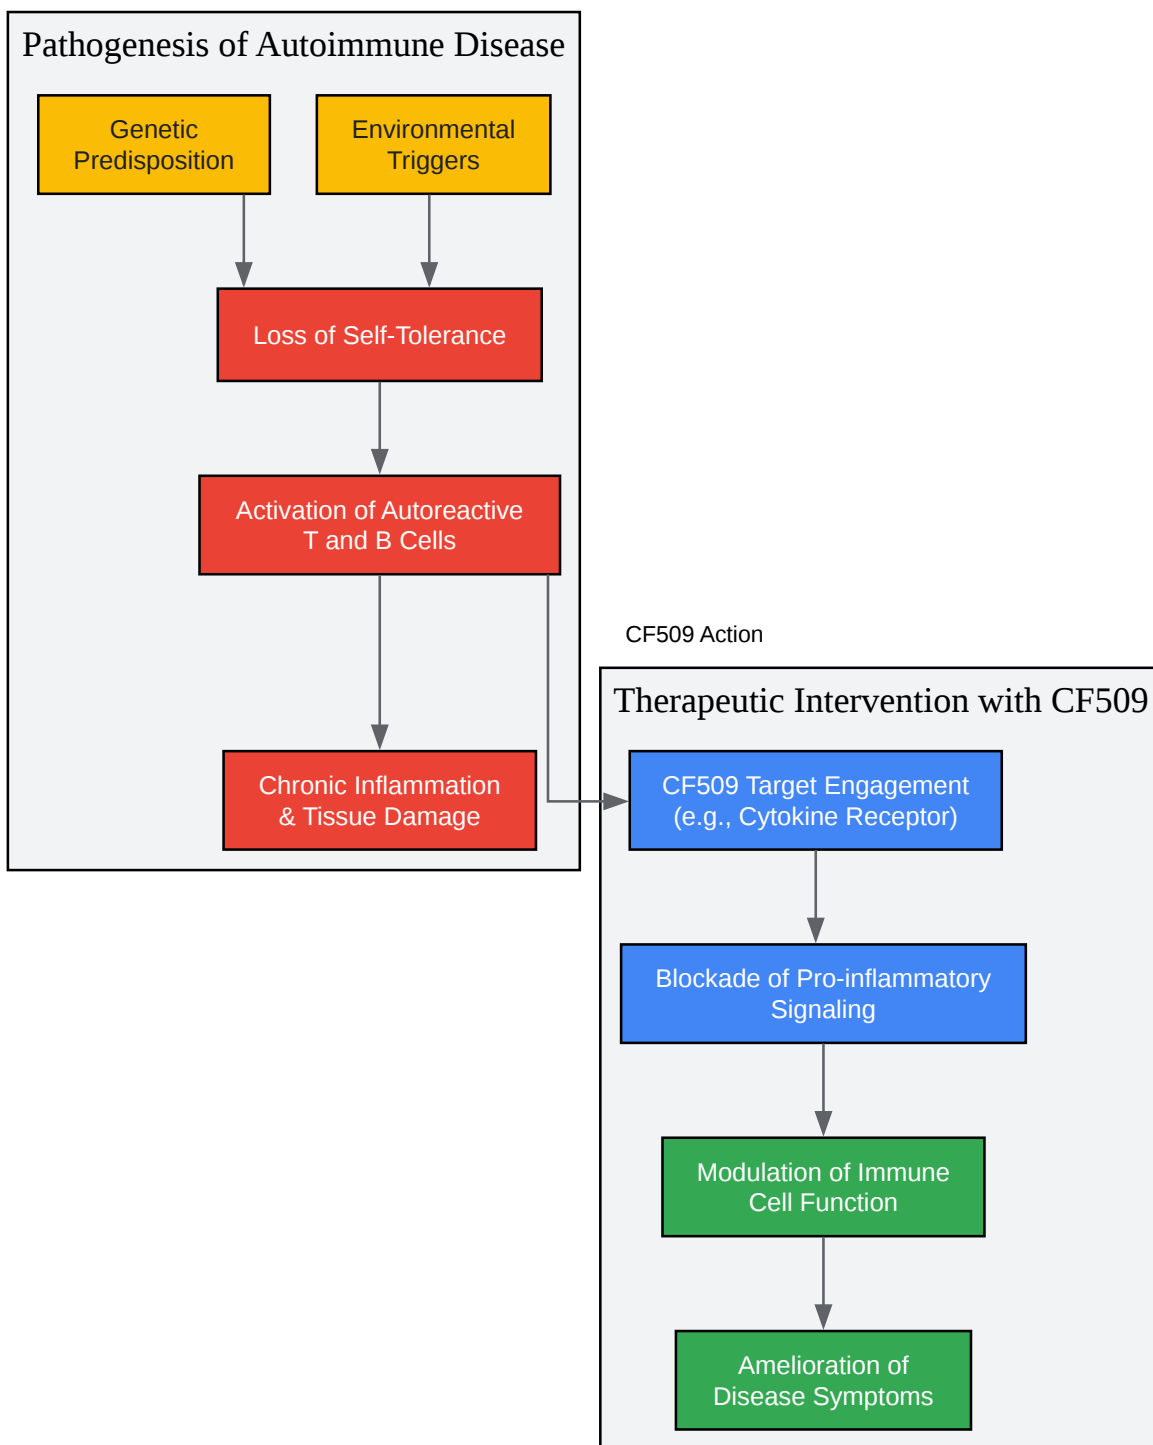 Pathogenesis of Autoimmune Disease
Genetic
Predisposition
Environmental
Triggers
Loss of Self-Tolerance
Activation of Autoreactive
T and B Cells
Chronic Inflammation
& Tissue Damage
CF509 Action
Therapeutic Intervention with CF509
CF509 Target Engagement
(e.g., Cytokine Receptor)
Blockade of Pro-inflammatory
Signaling
Modulation of Immune
Cell Function
Amelioration of
Disease Symptoms